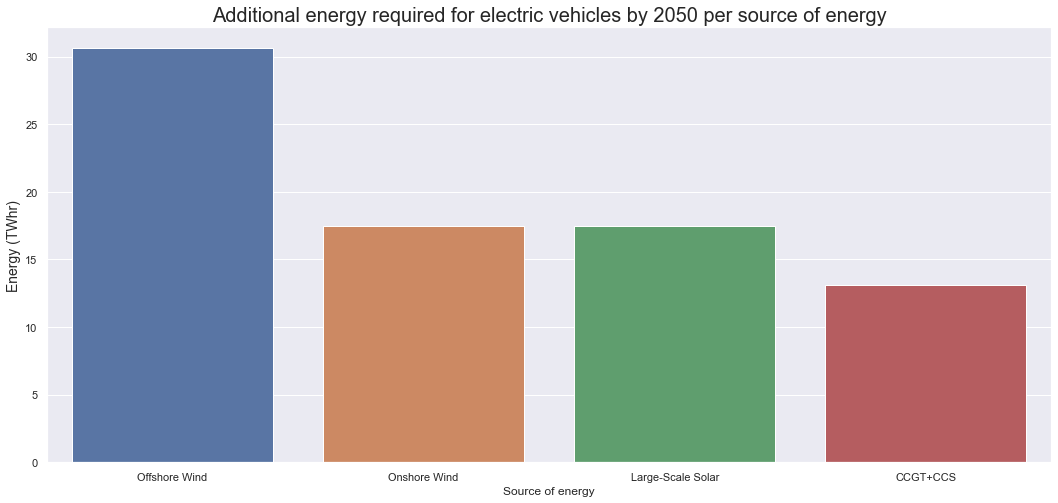 Additional energy required for electric vehicles by 2050 per source of energy
Energy (TWhr)
30
25
20
15
10
5
0
Offshore Wind
Onshore Wind
Large-Scale Solar
CCGT+CCS
Source of energy